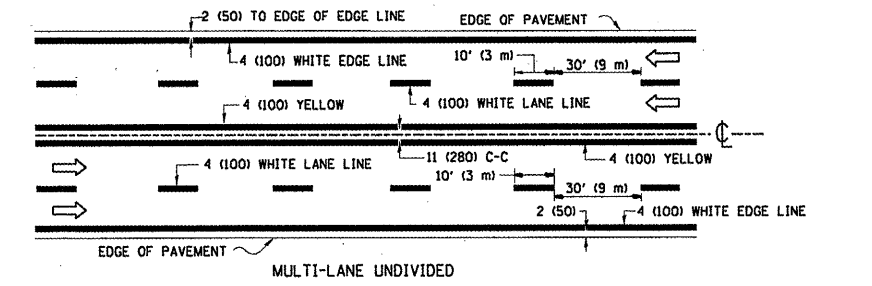 2 (50) TO EDGE OF EDGE LINE
EDGE OF PAVEMENT
4 (100) WHITE EDGE LINE
10' (3 m)
30' (9 m)
4 (100) YELLOW
4 (100) WHITE LANE LINE
℄
4 (100) WHITE LANE LINE
11 (280) C-C
4 (100) YELLOW
10' (3 m)
30' (9 m)
2 (50)
4 (100) WHITE EDGE LINE
EDGE OF PAVEMENT
MULTI-LANE UNDIVIDED